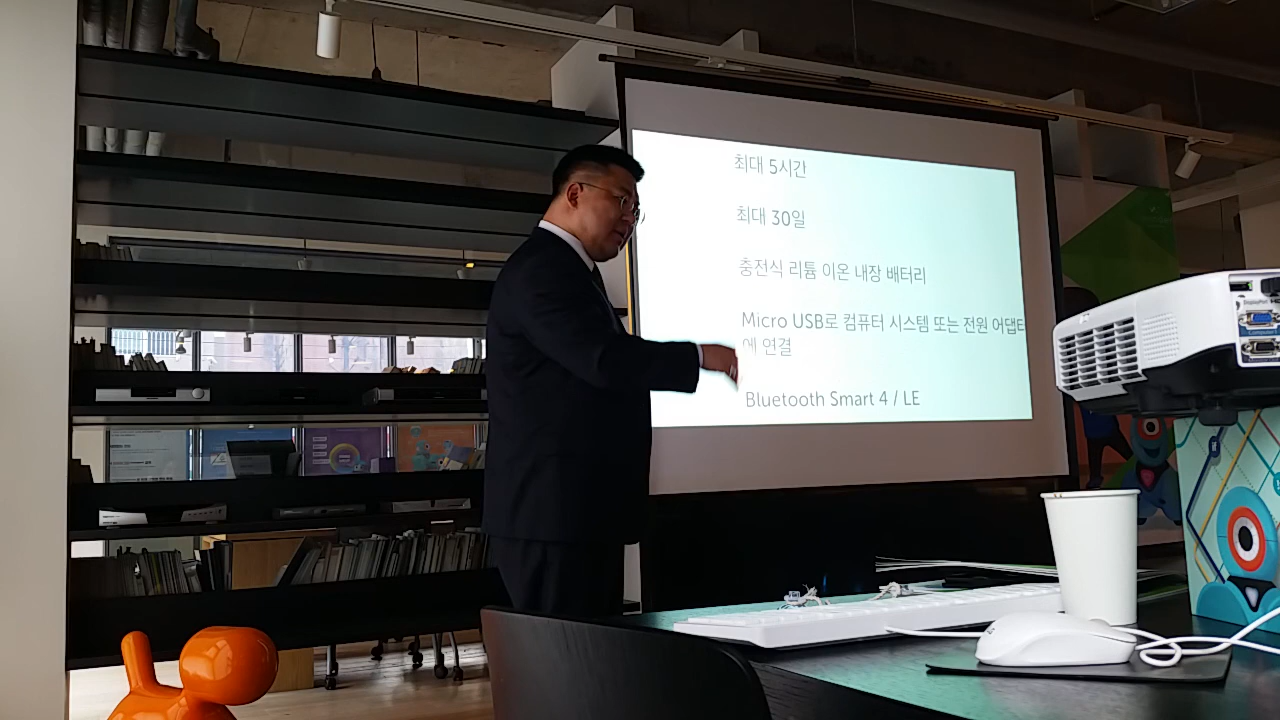 최대 5시간
최대 30일
충전식 리튬 이온 내장 배터리
Micro USB로 컴퓨터 시스템 또는 전원 어댑터
에 연결
Bluetooth Smart 4 / LE